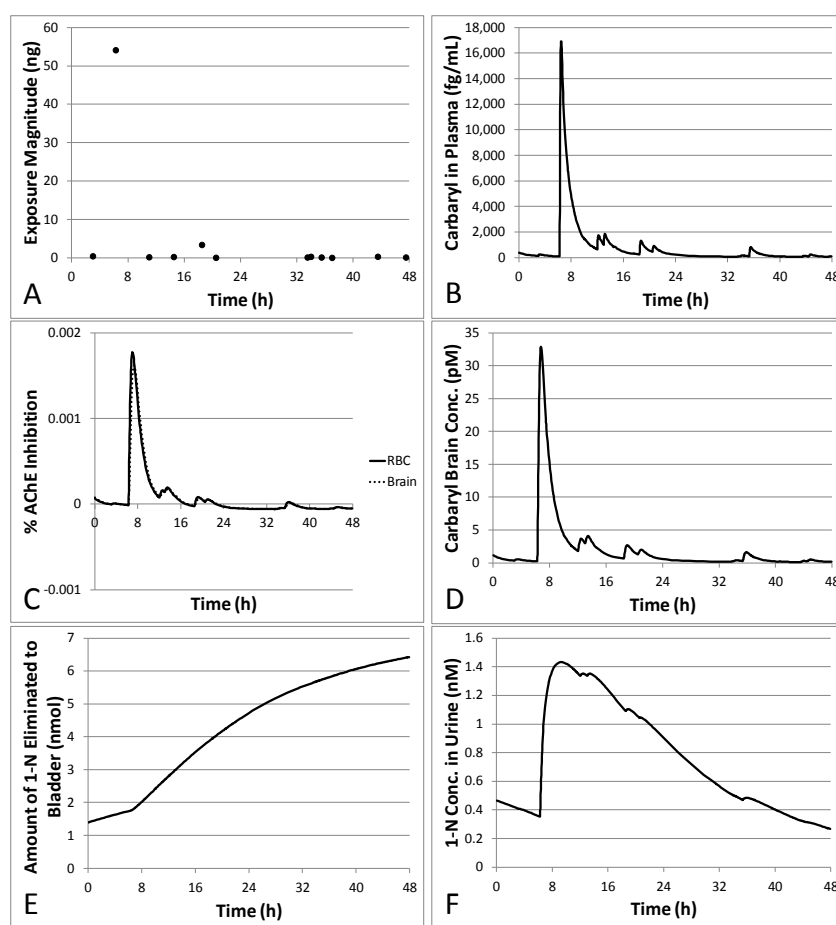 Exposure Magnitude (ng)
60
50
40
30
20
10
0
0 8 16 24 32 40 48
Time (h)
A
Carbaryl in Plasma (fg/mL)
18,000
16,000
14,000
12,000
10,000
8,000
6,000
4,000
2,000
0
0 8 16 24 32 40 48
Time (h)
B
% AChE Inhibition
0.002
0.001
0
-0.001
0 8 16 24 32 40 48
RBC
Brain
Time (h)
C
Carbaryl Brain Conc. (pM)
35
30
25
20
15
10
5
0
0 8 16 24 32 40 48
Time (h)
D
Amount of 1-N Eliminated to
Bladder (nmol)
7
6
5
4
3
2
1
0
0 8 16 24 32 40 48
Time (h)
E
1-N Conc. in Urine (nM)
1.6
1.4
1.2
1
0.8
0.6
0.4
0.2
0
0 8 16 24 32 40 48
Time (h)
F